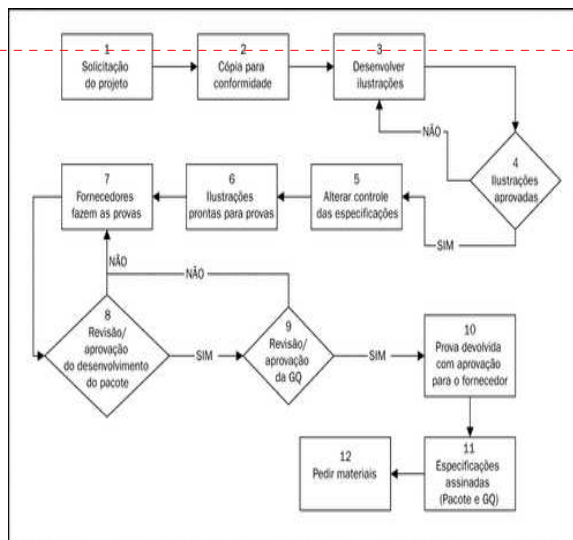 1
Solicitação
do projeto
2
Cópia para
conformidade
3
Desenvolver
ilustrações
NÃO
4
Ilustrações
aprovadas
SIM
5
Alterar controle
das especificações
6
Ilustrações
prontas para provas
7
Fornecedores
fazem as provas
NÃO
NÃO
8
Revisão/
aprovação
do desenvolvimento
do pacote
SIM
9
Revisão/
aprovação
da GQ
SIM
10
Prova devolvida
com aprovação
para o fornecedor
11
Especificações
assinadas
(Pacote e GQ)
12
Pedir materiais